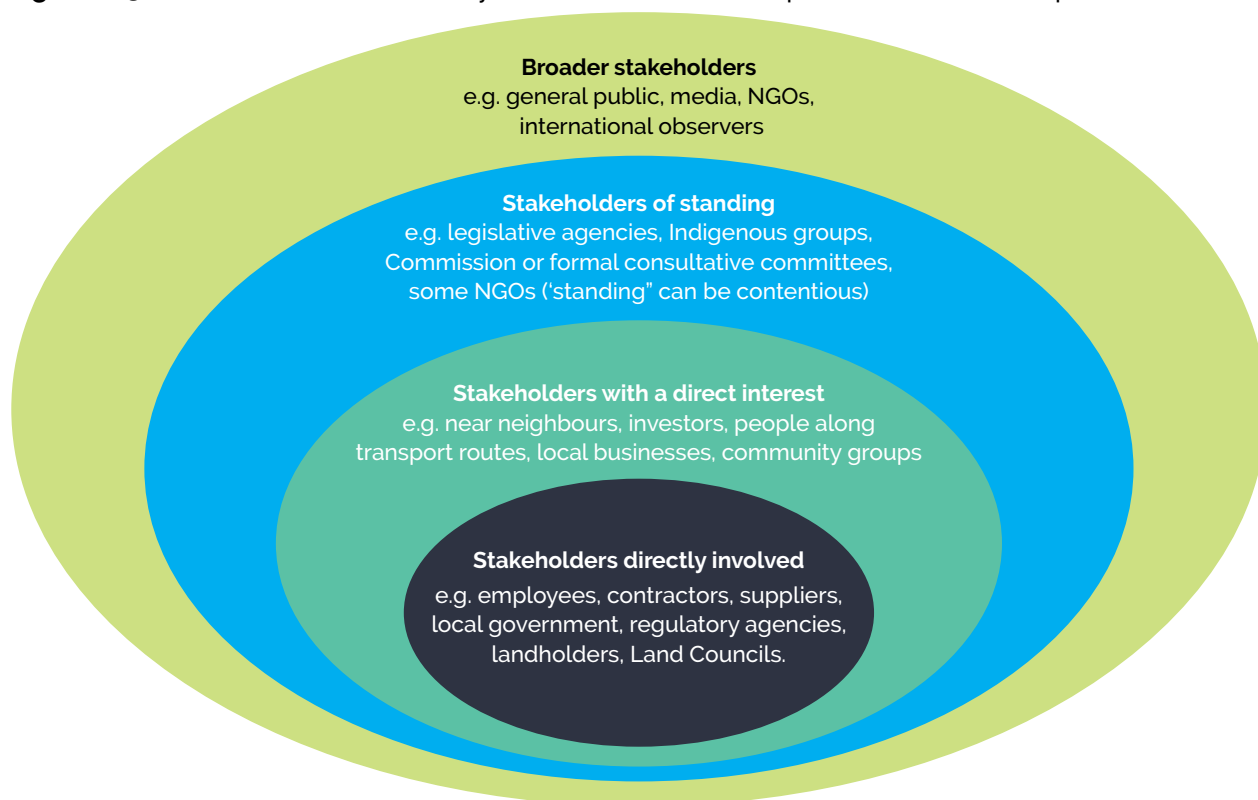 Broader stakeholders
e.g. general public, media, NGOs,
international observers
Stakeholders of standing
e.g. legislative agencies, Indigenous groups,
Commission or formal consultative committees,
some NGOs (‘standing” can be contentious)
Stakeholders with a direct interest
e.g. near neighbours, investors, people along
transport routes, local businesses, community groups
Stakeholders directly involved
e.g. employees, contractors, suppliers,
local government, regulatory agencies,
landholders, Land Councils.